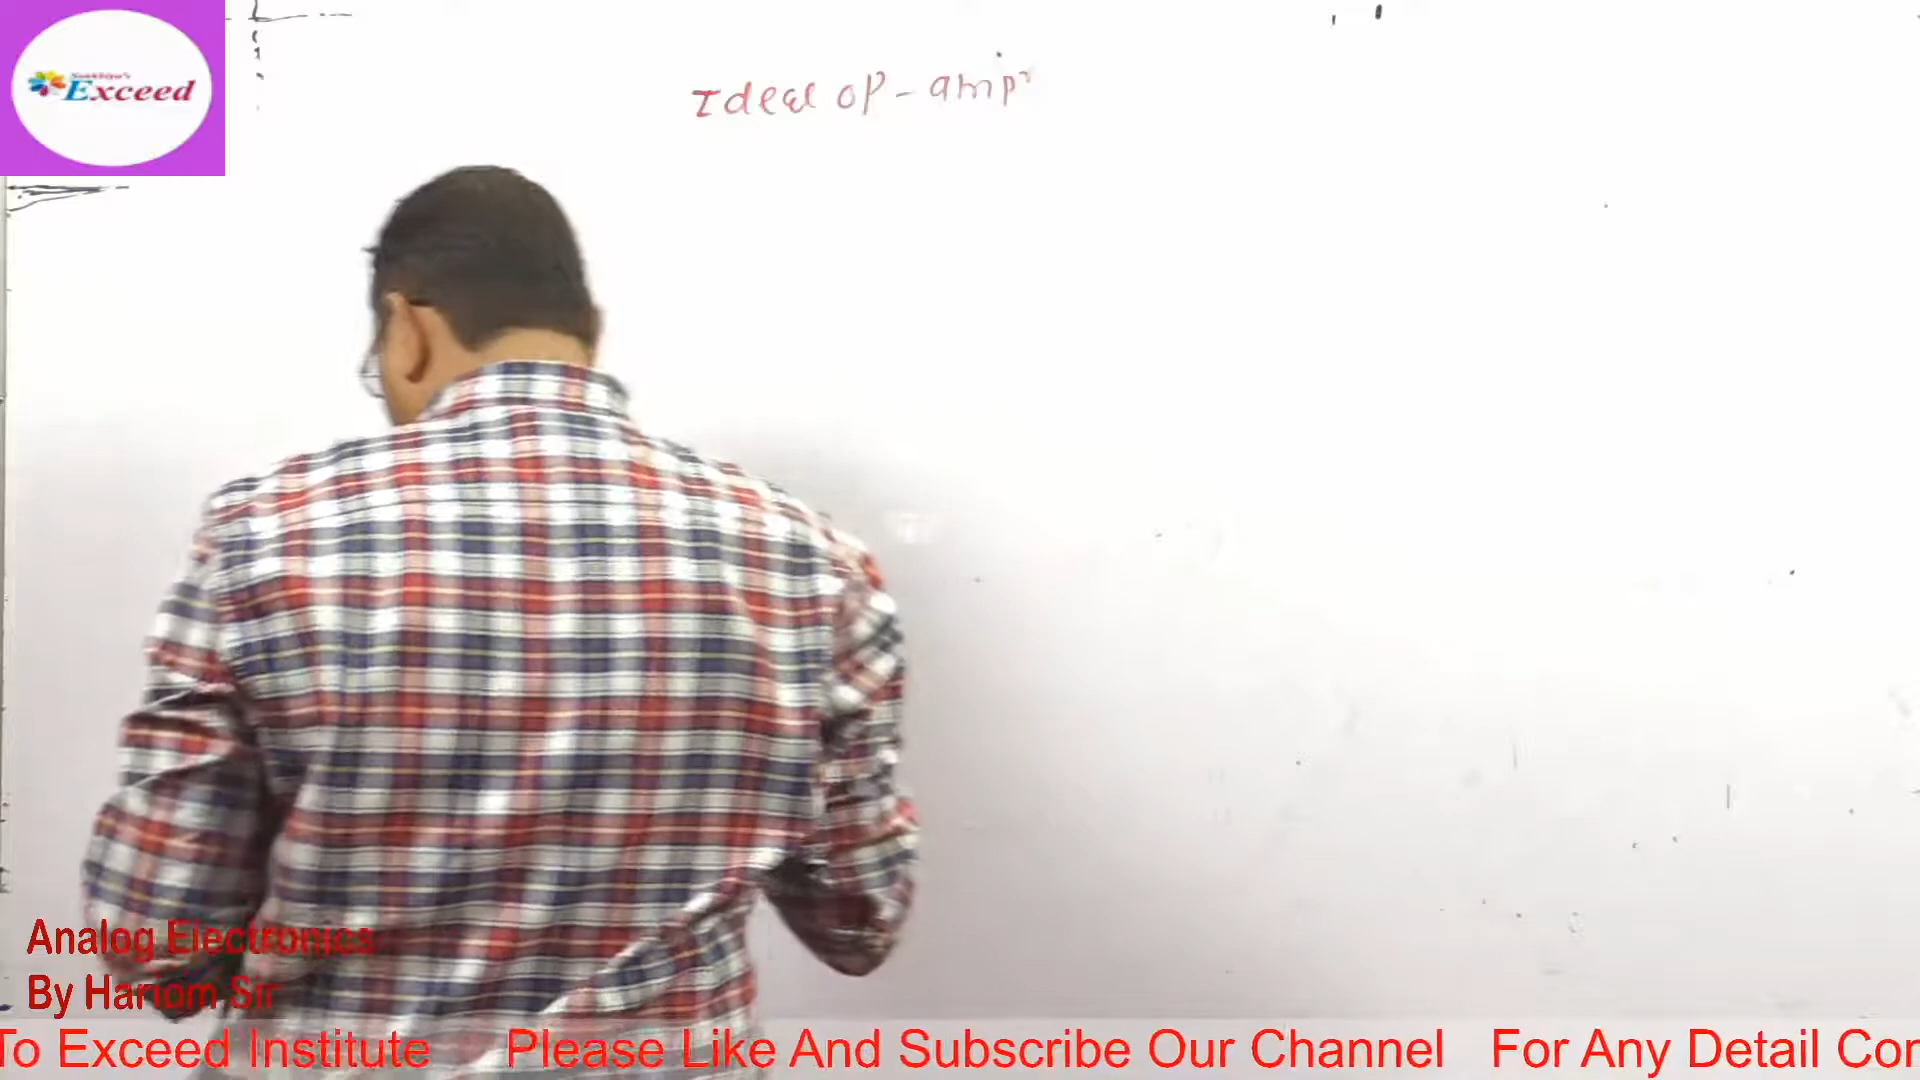 Ideal op-amp
Sankhiya's
Exceed
Analog Electronics
By Hariom Sir
To Exceed Institute Please Like And Subscribe Our Channel For Any Detail Con